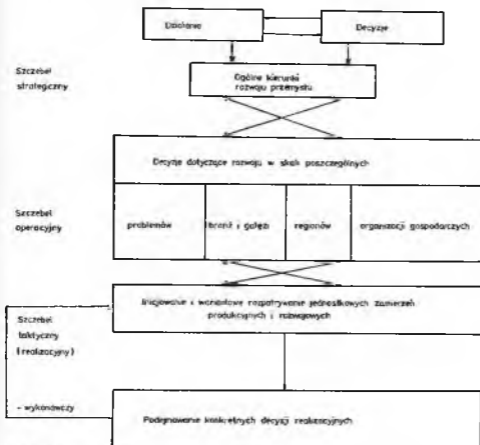 Działanie
Decyzje
Szczebel
strategiczny
Ogólne kierunki
rozwoju przemysłu
Decyzje dotyczące rozwoju w skali poszczególnych
Szczebel
operacyjny
problemów
branż i gałęzi
regionów
organizacji gospodarczych
Inicjowanie i wariantowe rozpatrywanie jednostkowych zamierzeń
produkcyjnych i rozwojowych
Szczebel
taktyczny
(realizacyjny)
- wykonawczy
Podejmowanie konkretnych decyzji realizacyjnych